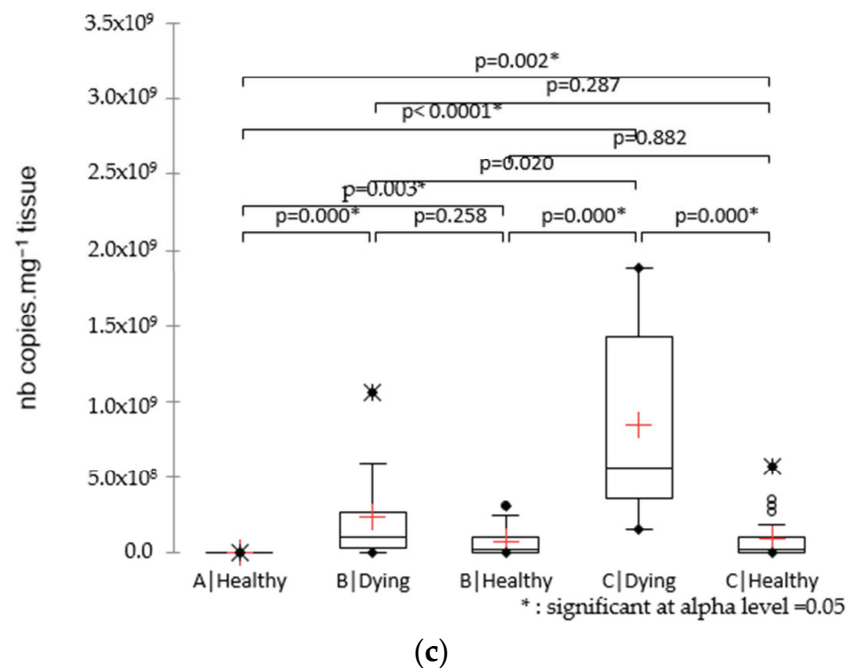 3.5x10⁹
p=0.002*
3.0x10⁹
p=0.287
p< 0.0001*
p=0.882
2.5x10⁹
p=0.020
p=0.003*
p=0.000* p=0.258 p=0.000* p=0.000*
2.0x10⁹
1.5x10⁹
1.0x10⁹
5.0x10⁸
0.0
nb copies.mg⁻¹ tissue
A|Healthy B|Dying B|Healthy C|Dying C|Healthy
* : significant at alpha level =0.05
(c)